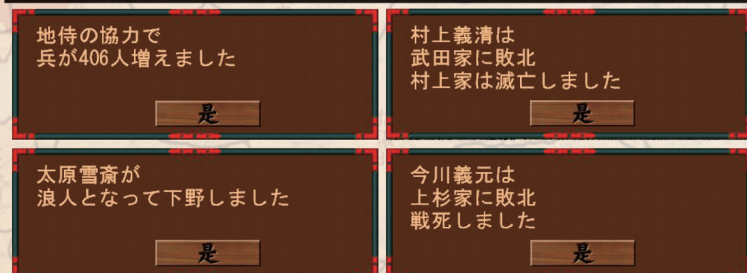 地侍の協力で
兵が406人増えました
是
村上義清は
武田家に敗北
村上家は滅亡しました
是
太原雪斎が
浪人となって下野しました
是
今川義元は
上杉家に敗北
戦死しました
是